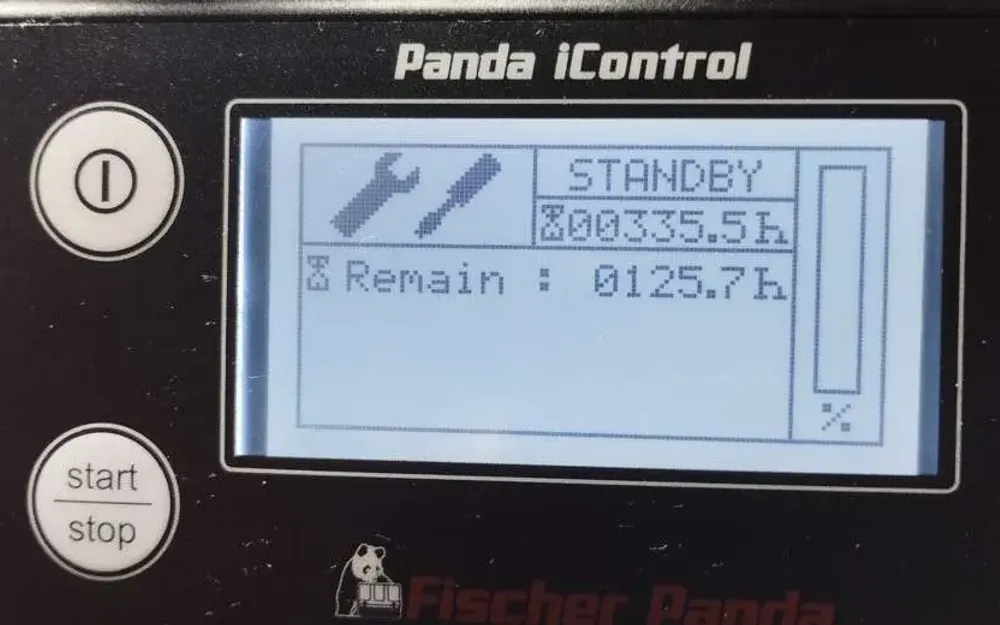 Panda iControl
STANDBY
00335.5h
Remain : 0125.7h
%
start
stop
Fischer Panda